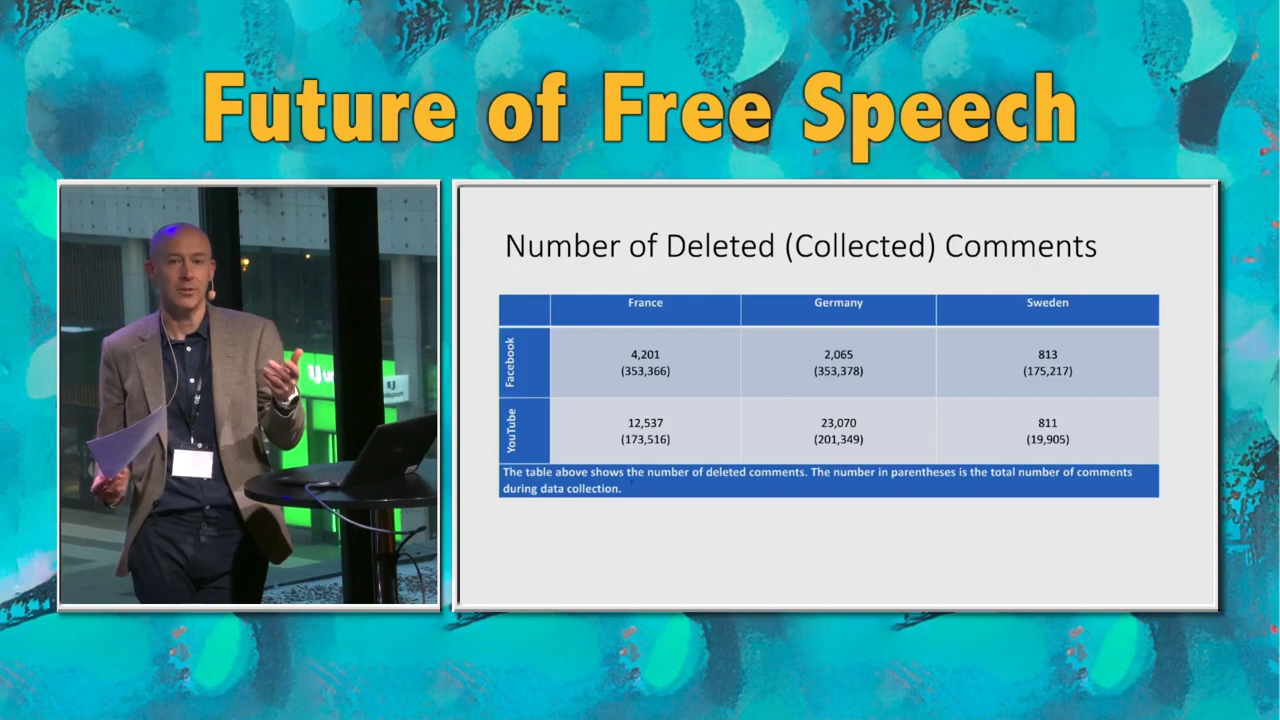 Future of Free Speech
Number of Deleted (Collected) Comments
France Germany Sweden
Facebook
4,201 2,065 813
(353,366) (353,378) (175,217)
YouTube
12,537 23,070 811
(173,516) (201,349) (19,905)
The table above shows the number of deleted comments. The number in parentheses is the total number of comments
during data collection.